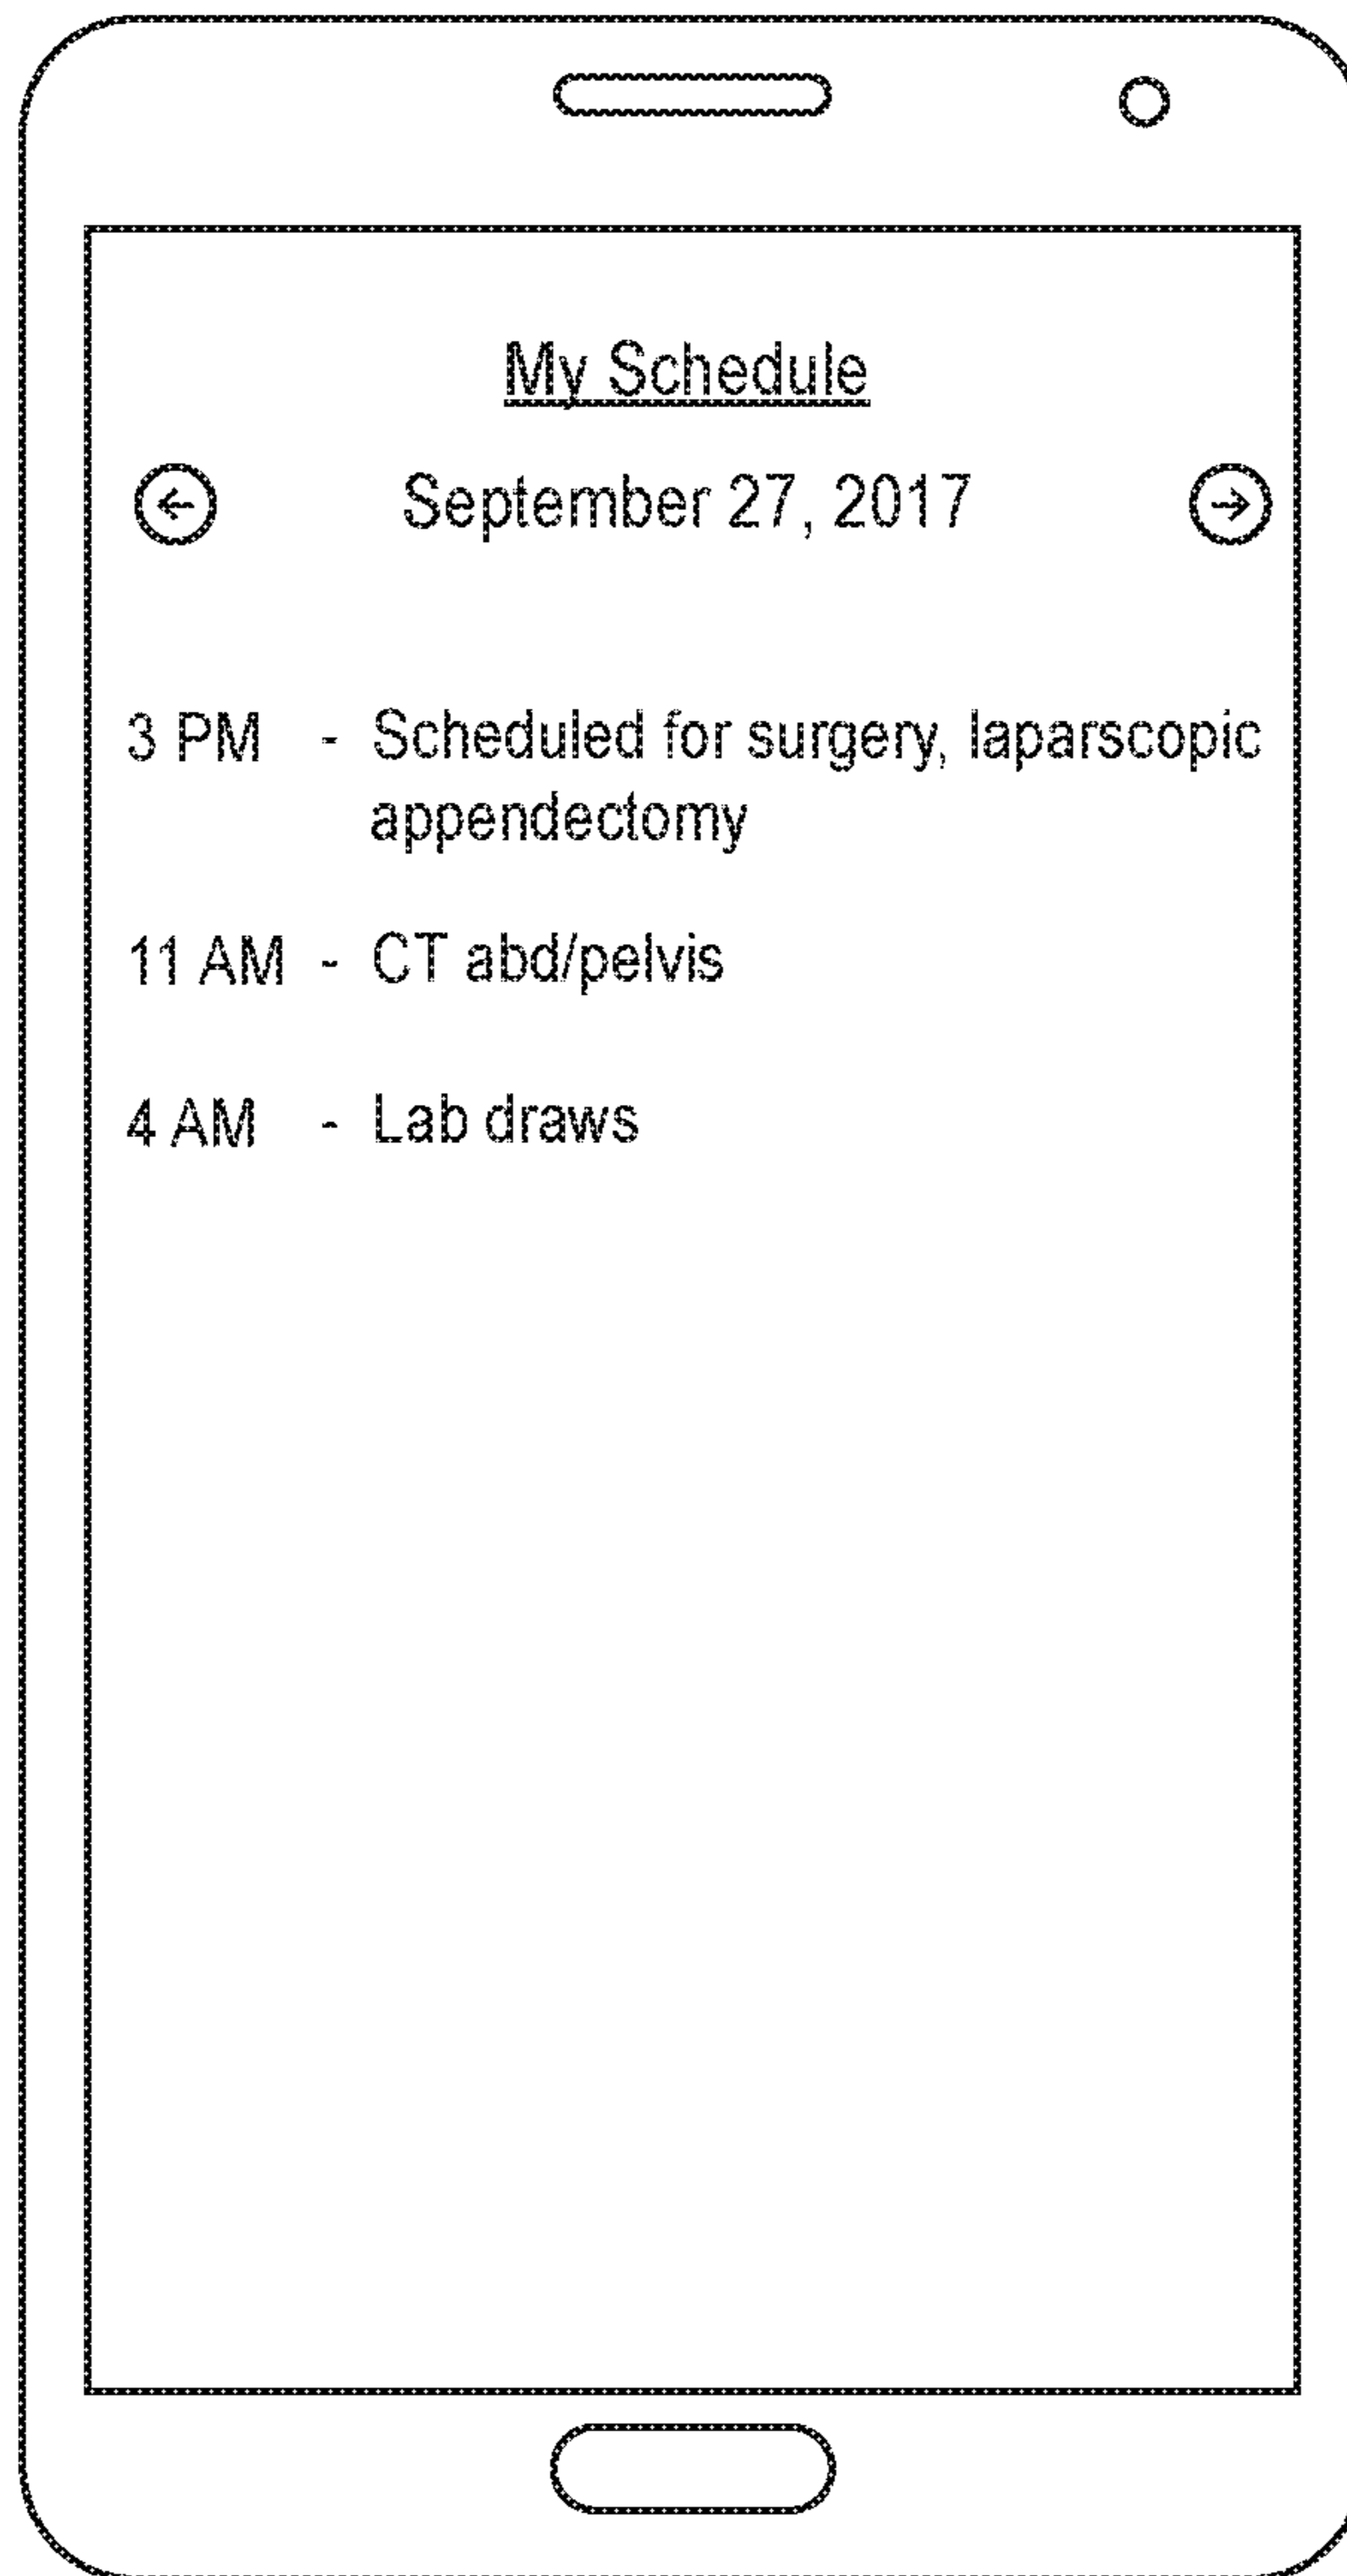 My Schedule
September 27, 2017
3 PM - Scheduled for surgery, laparscopic
appendectomy
11 AM - CT abd/pelvis
4 AM - Lab draws